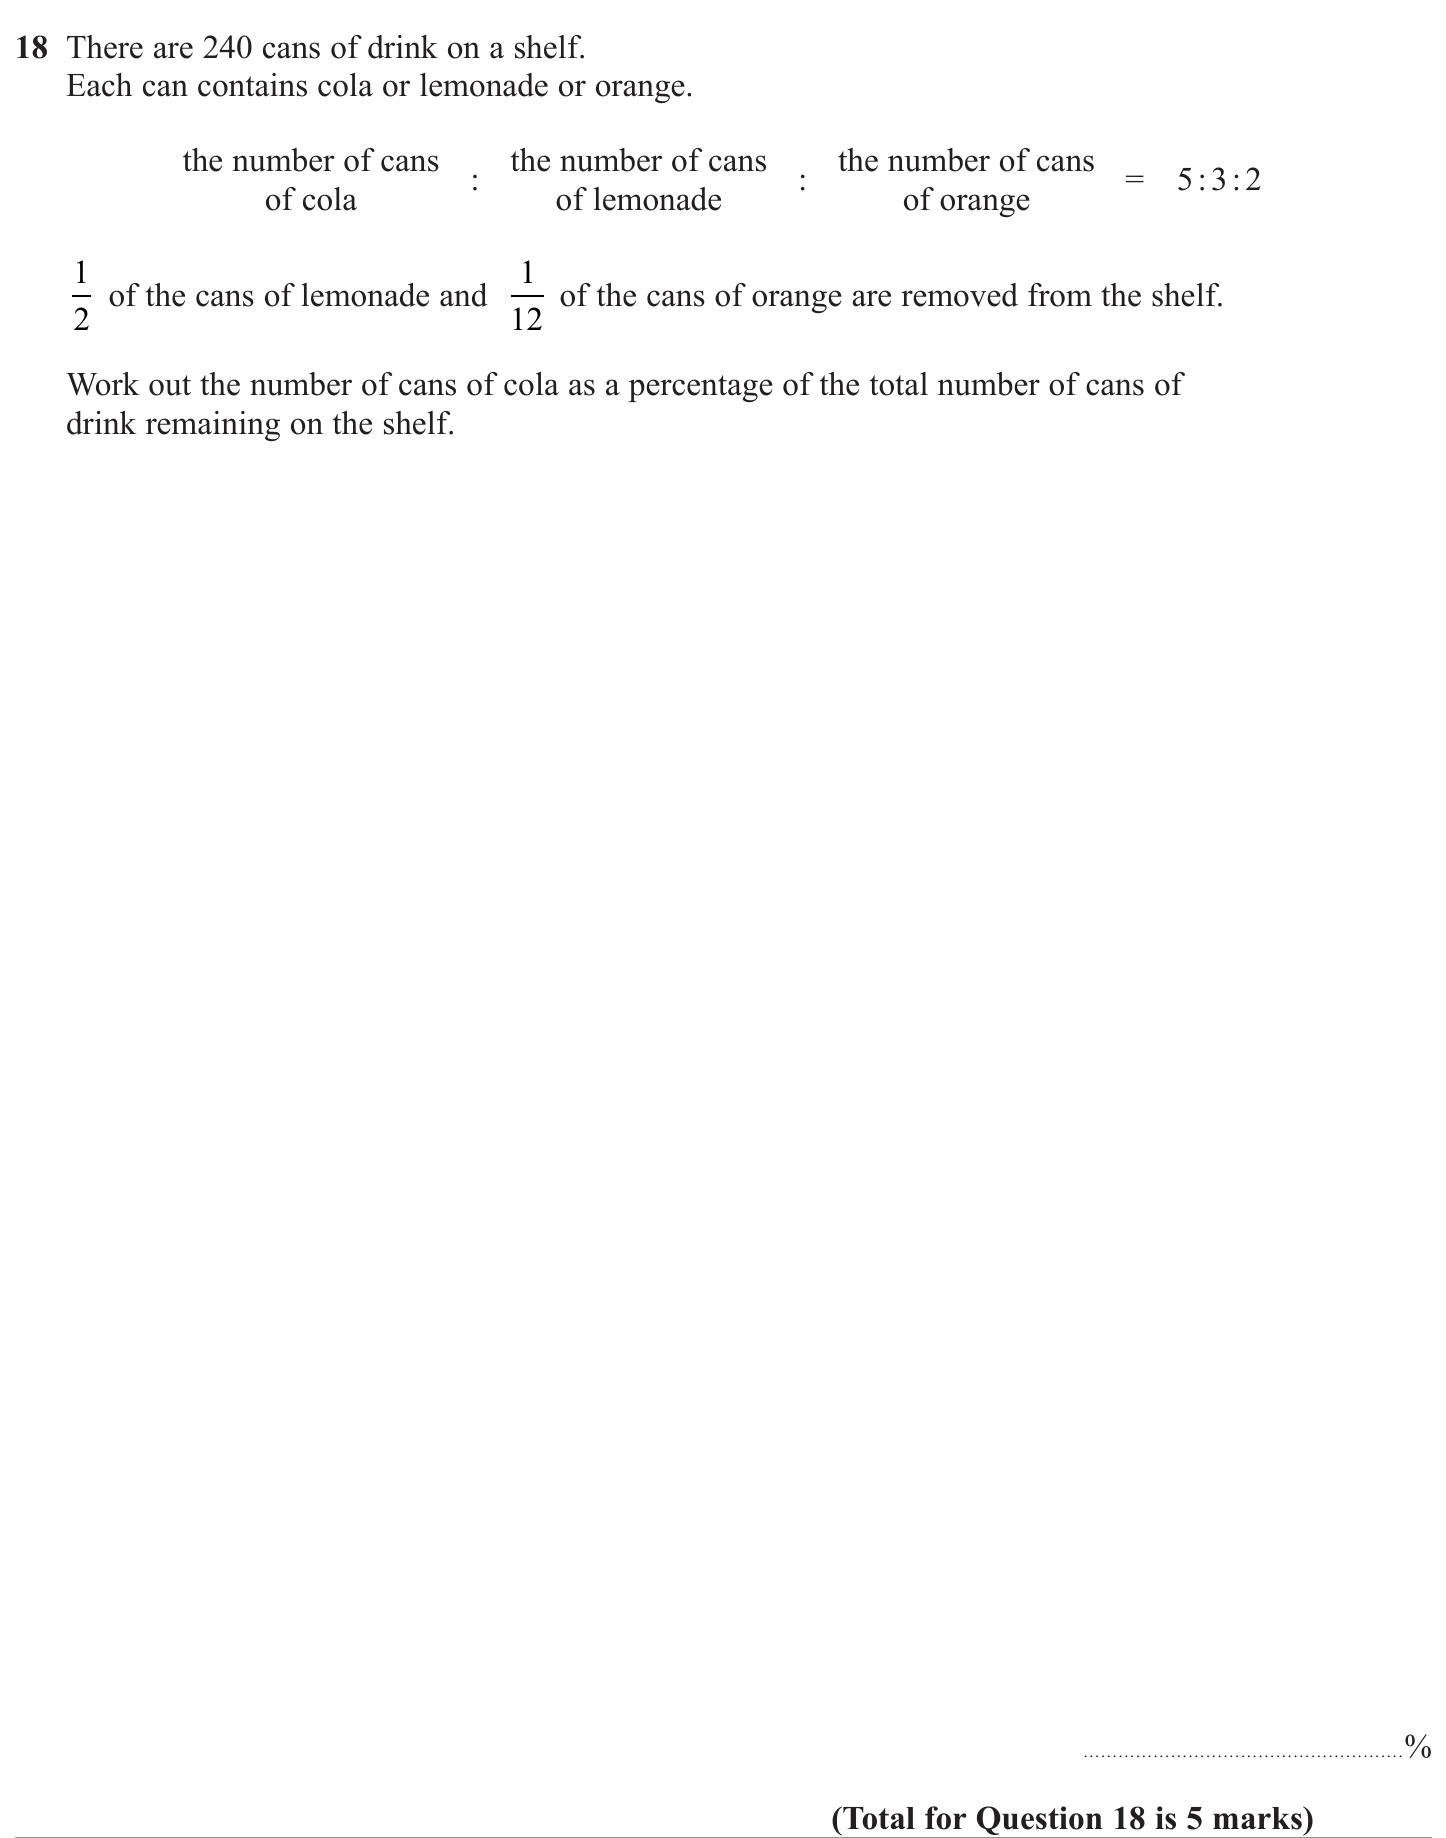 18 There are 240 cans of drink on a shelf.
Each can contains cola or lemonade or orange.
the number of cans of cola : the number of cans of lemonade : the number of cans of orange = 5 : 3 : 2
1/2 of the cans of lemonade and 1/12 of the cans of orange are removed from the shelf.
Work out the number of cans of cola as a percentage of the total number of cans of
drink remaining on the shelf.
........................................................%
(Total for Question 18 is 5 marks)